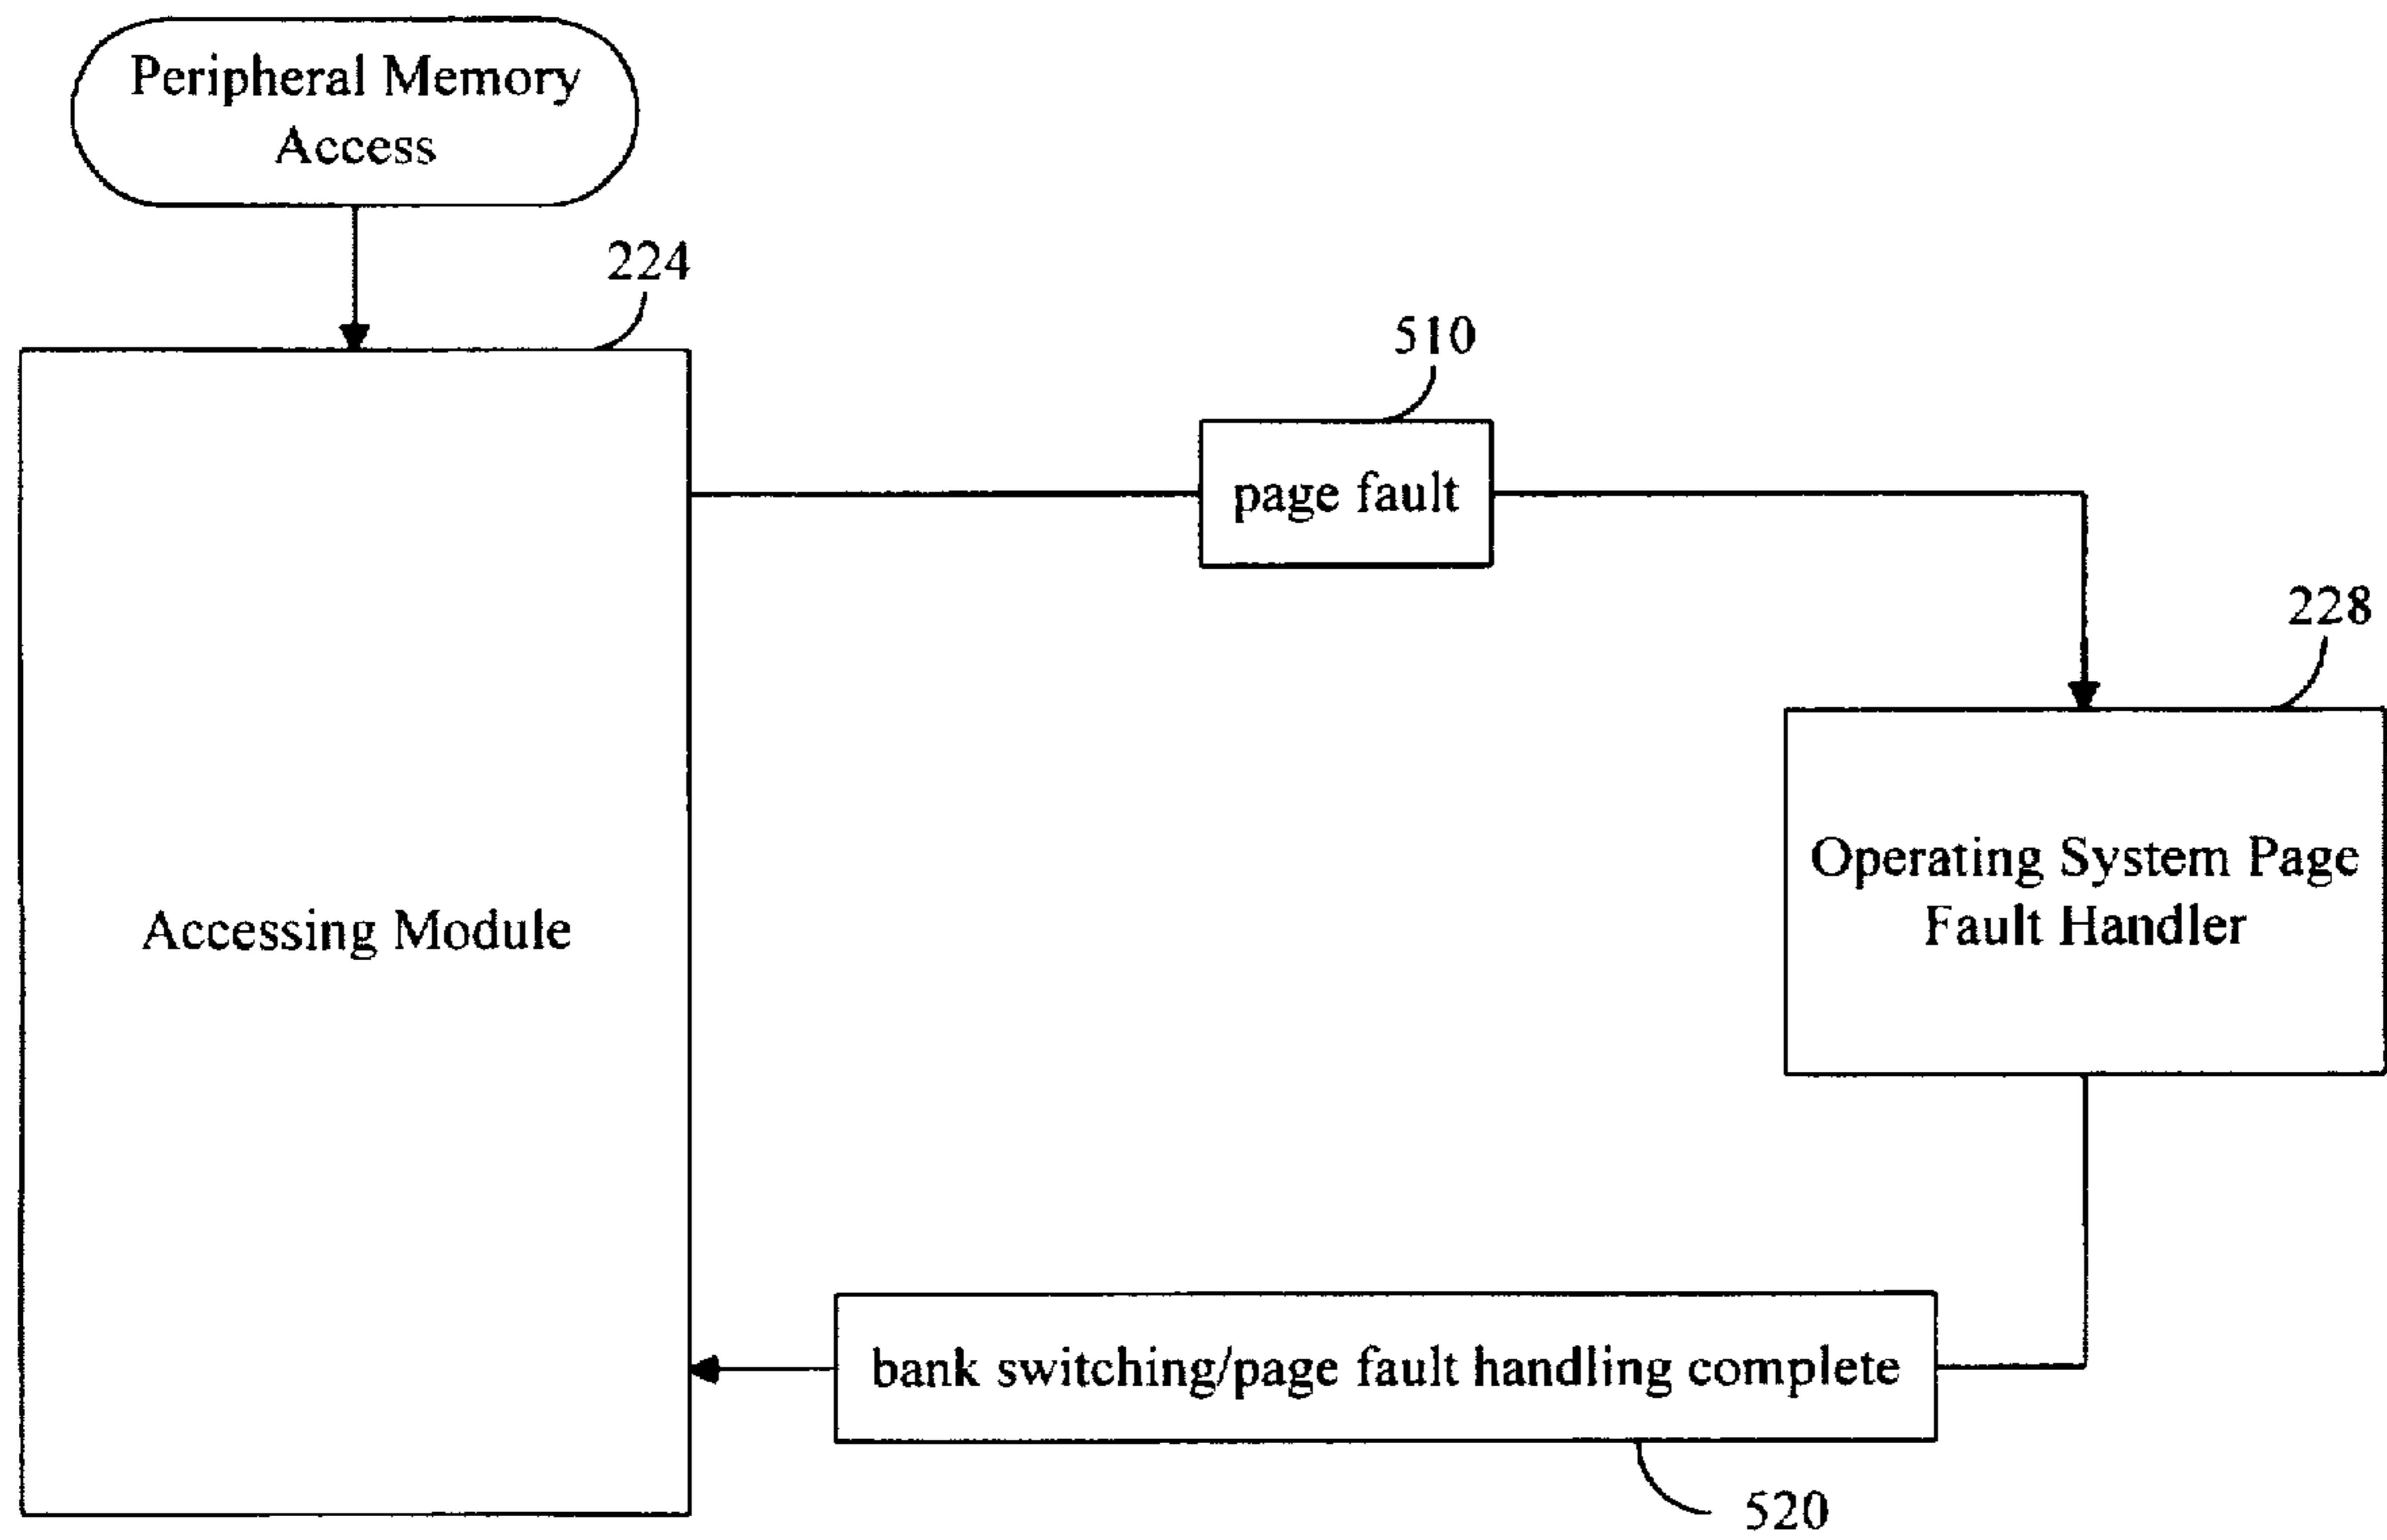 Peripheral Memory
Access
224
510
page fault
228
Operating System Page
Fault Handler
Accessing Module
bank switching/page fault handling complete
520